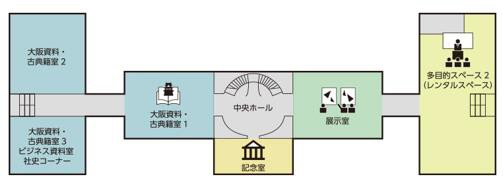 大阪資料・
古典籍室 2
大阪資料・
古典籍室 3
ビジネス資料室
社史コーナー
大阪資料・
古典籍室 1
中央ホール
記念室
展示室
多目的スペース 2
（レンタルスペース）